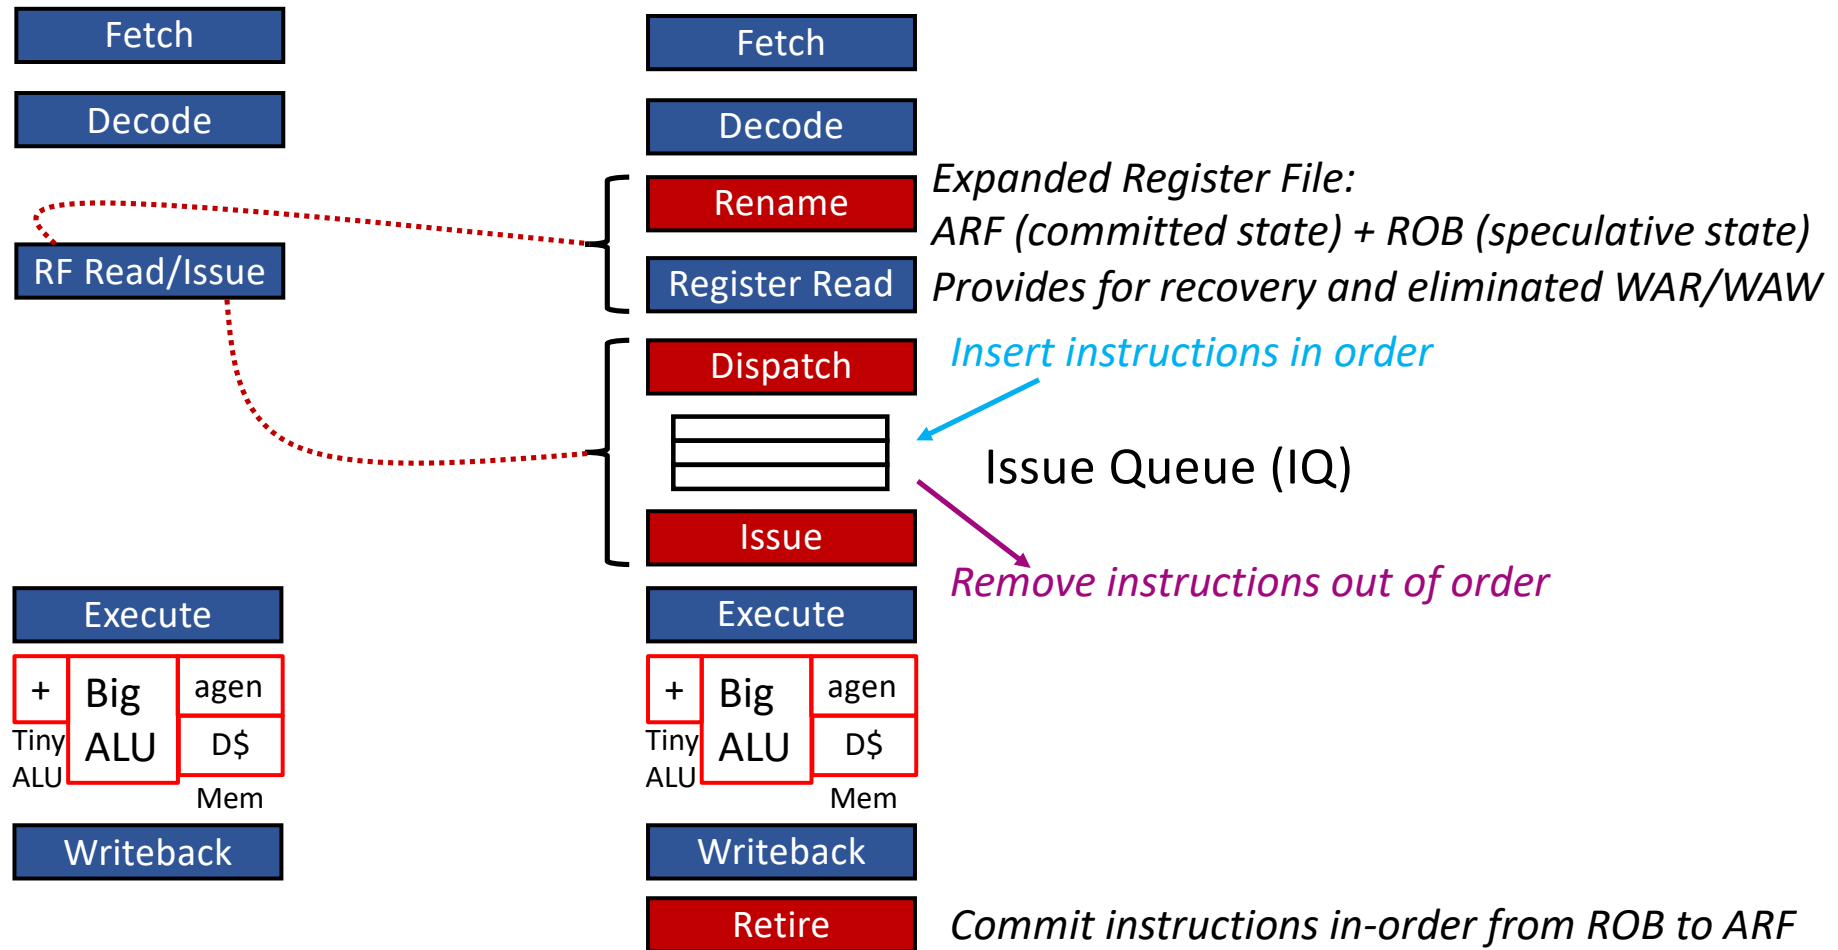 Fetch
Decode
RF Read/Issue
Execute
+
Big
ALU
agen
D$
Tiny
ALU
Mem
Writeback
Fetch
Decode
Rename
Expanded Register File:
ARF (committed state) + ROB (speculative state)
Register Read
Provides for recovery and eliminated WAR/WAW
Dispatch
Insert instructions in order
Issue Queue (IQ)
Issue
Remove instructions out of order
Execute
+
Big
ALU
agen
D$
Tiny
ALU
Mem
Writeback
Retire
Commit instructions in-order from ROB to ARF